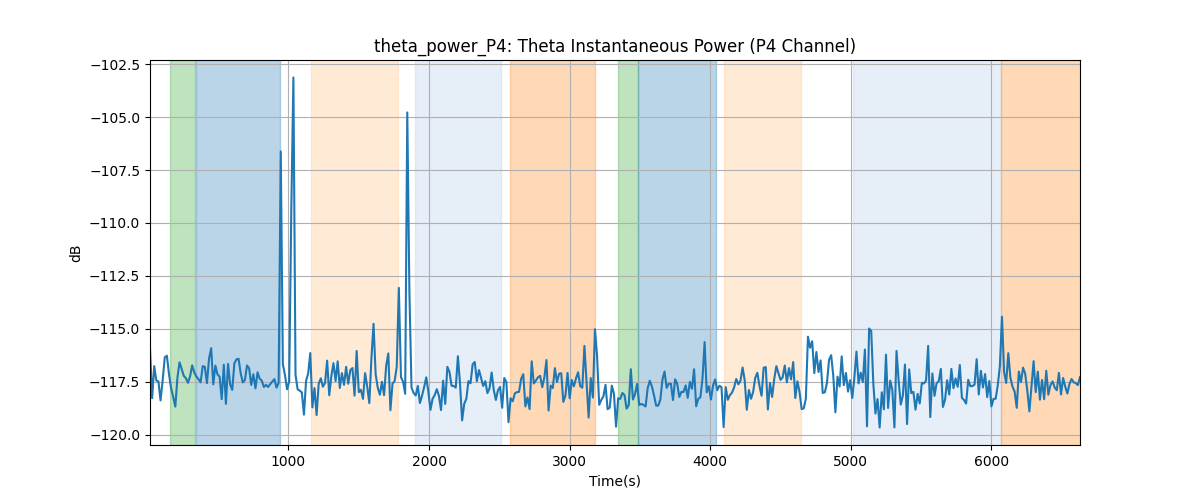 theta_power_P4: Theta Instantaneous Power (P4 Channel)
dB
−102.5
−105.0
−107.5
−110.0
−112.5
−115.0
−117.5
−120.0
1000 2000 3000 4000 5000 6000
Time(s)